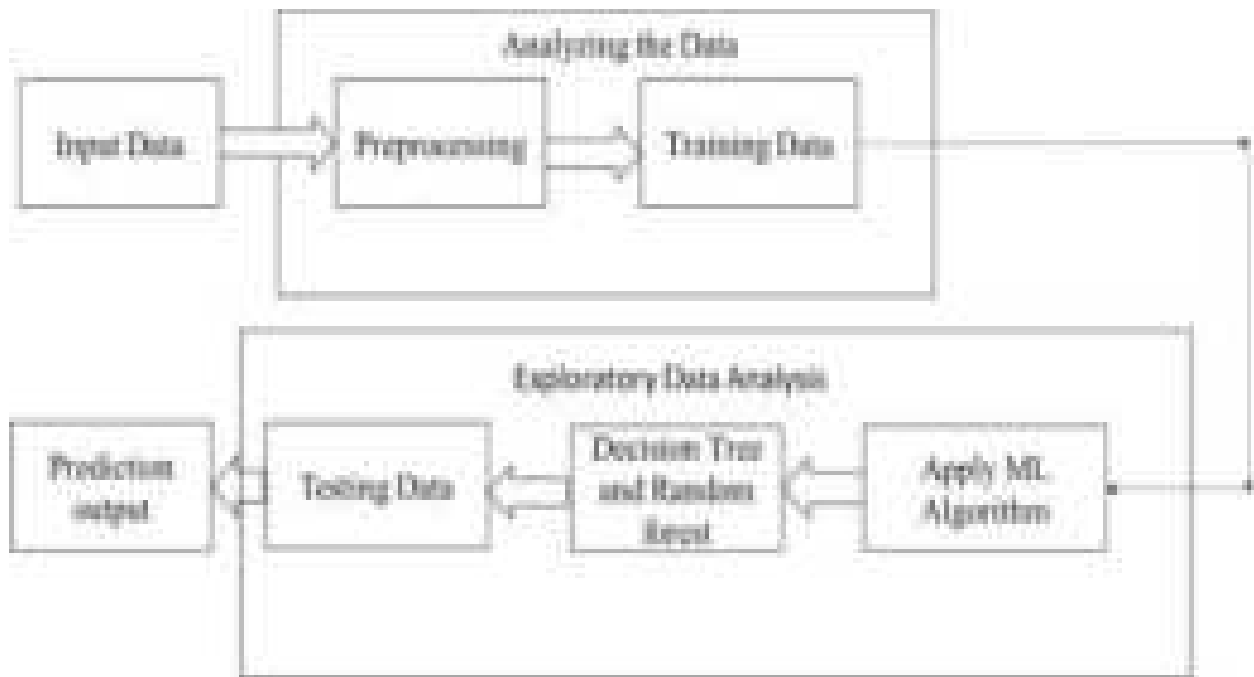 Analyzing the Data
Input Data
Preprocessing
Training Data
Exploratory Data Analysis
Prediction
output
Testing Data
Decision Tree
and Random
forest
Apply ML
Algorithm